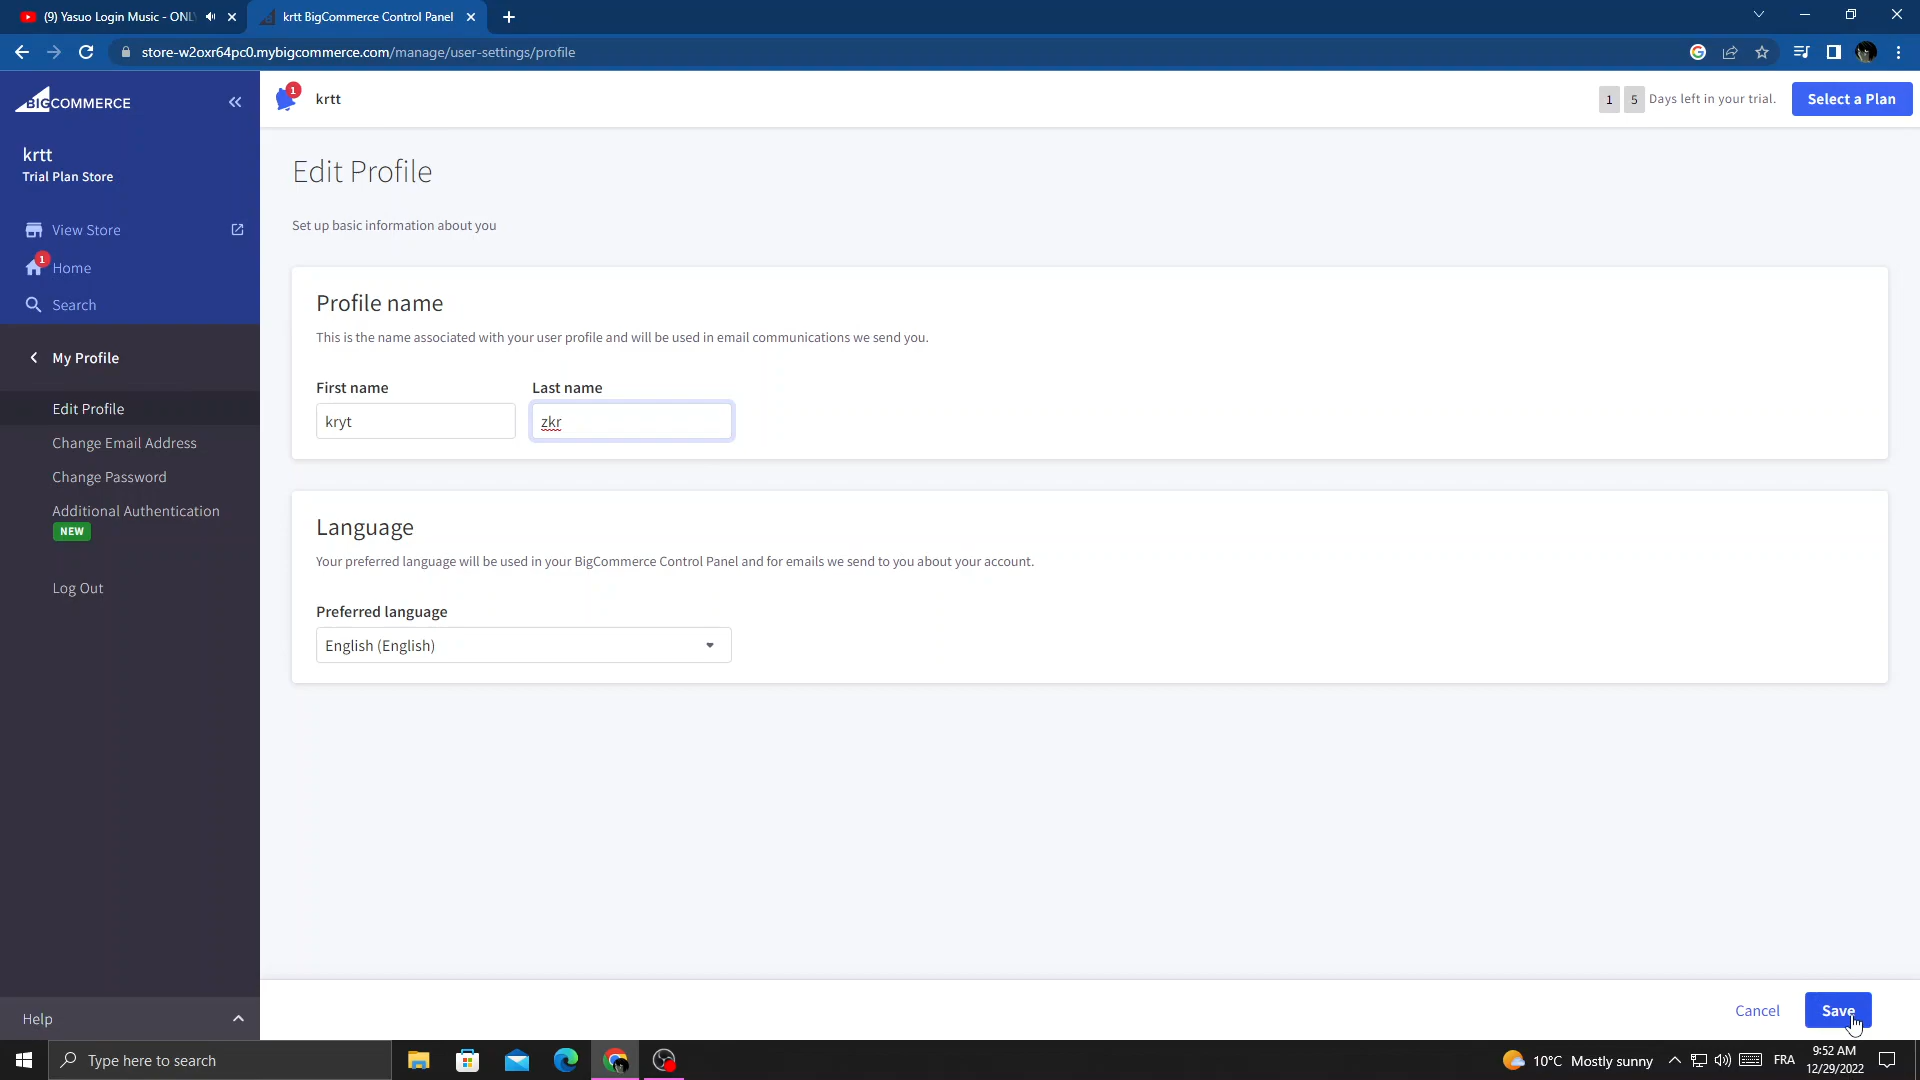 (9) Yasuo Login Music - ONL
krtt BigCommerce Control Panel
store-w2oxr64pc0.mybigcommerce.com/manage/user-settings/profile
BIGCOMMERCE
1
krtt
1 5 Days left in your trial.
Select a Plan
krtt
Trial Plan Store
View Store
1
Home
Search
My Profile
Edit Profile
Change Email Address
Change Password
Additional Authentication
NEW
Log Out
Help
Edit Profile
Set up basic information about you
Profile name
This is the name associated with your user profile and will be used in email communications we send you.
First name
Last name
kryt
zkr
Language
Your preferred language will be used in your BigCommerce Control Panel and for emails we send to you about your account.
Preferred language
English (English)
Cancel
Save
Type here to search
10°C Mostly sunny
FRA
9:52 AM
12/29/2022